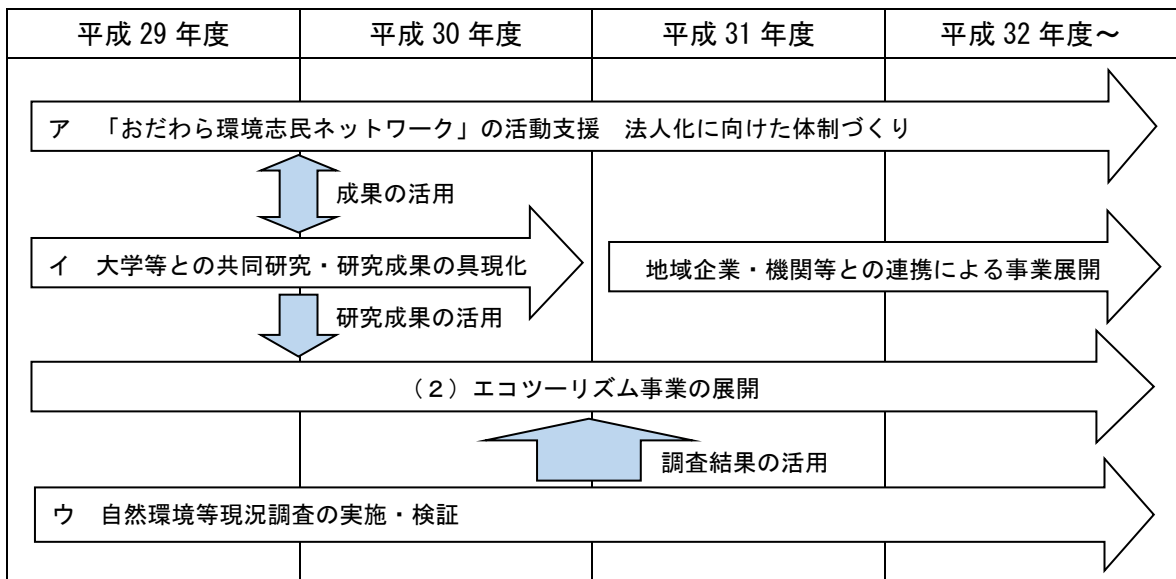 平成 29 年度
平成 30 年度
平成 31 年度
平成 32 年度～
ア 「おだわら環境志民ネットワーク」の活動支援 法人化に向けた体制づくり
成果の活用
イ 大学等との共同研究・研究成果の具現化
地域企業・機関等との連携による事業展開
研究成果の活用
（２）エコツーリズム事業の展開
調査結果の活用
ウ 自然環境等現況調査の実施・検証